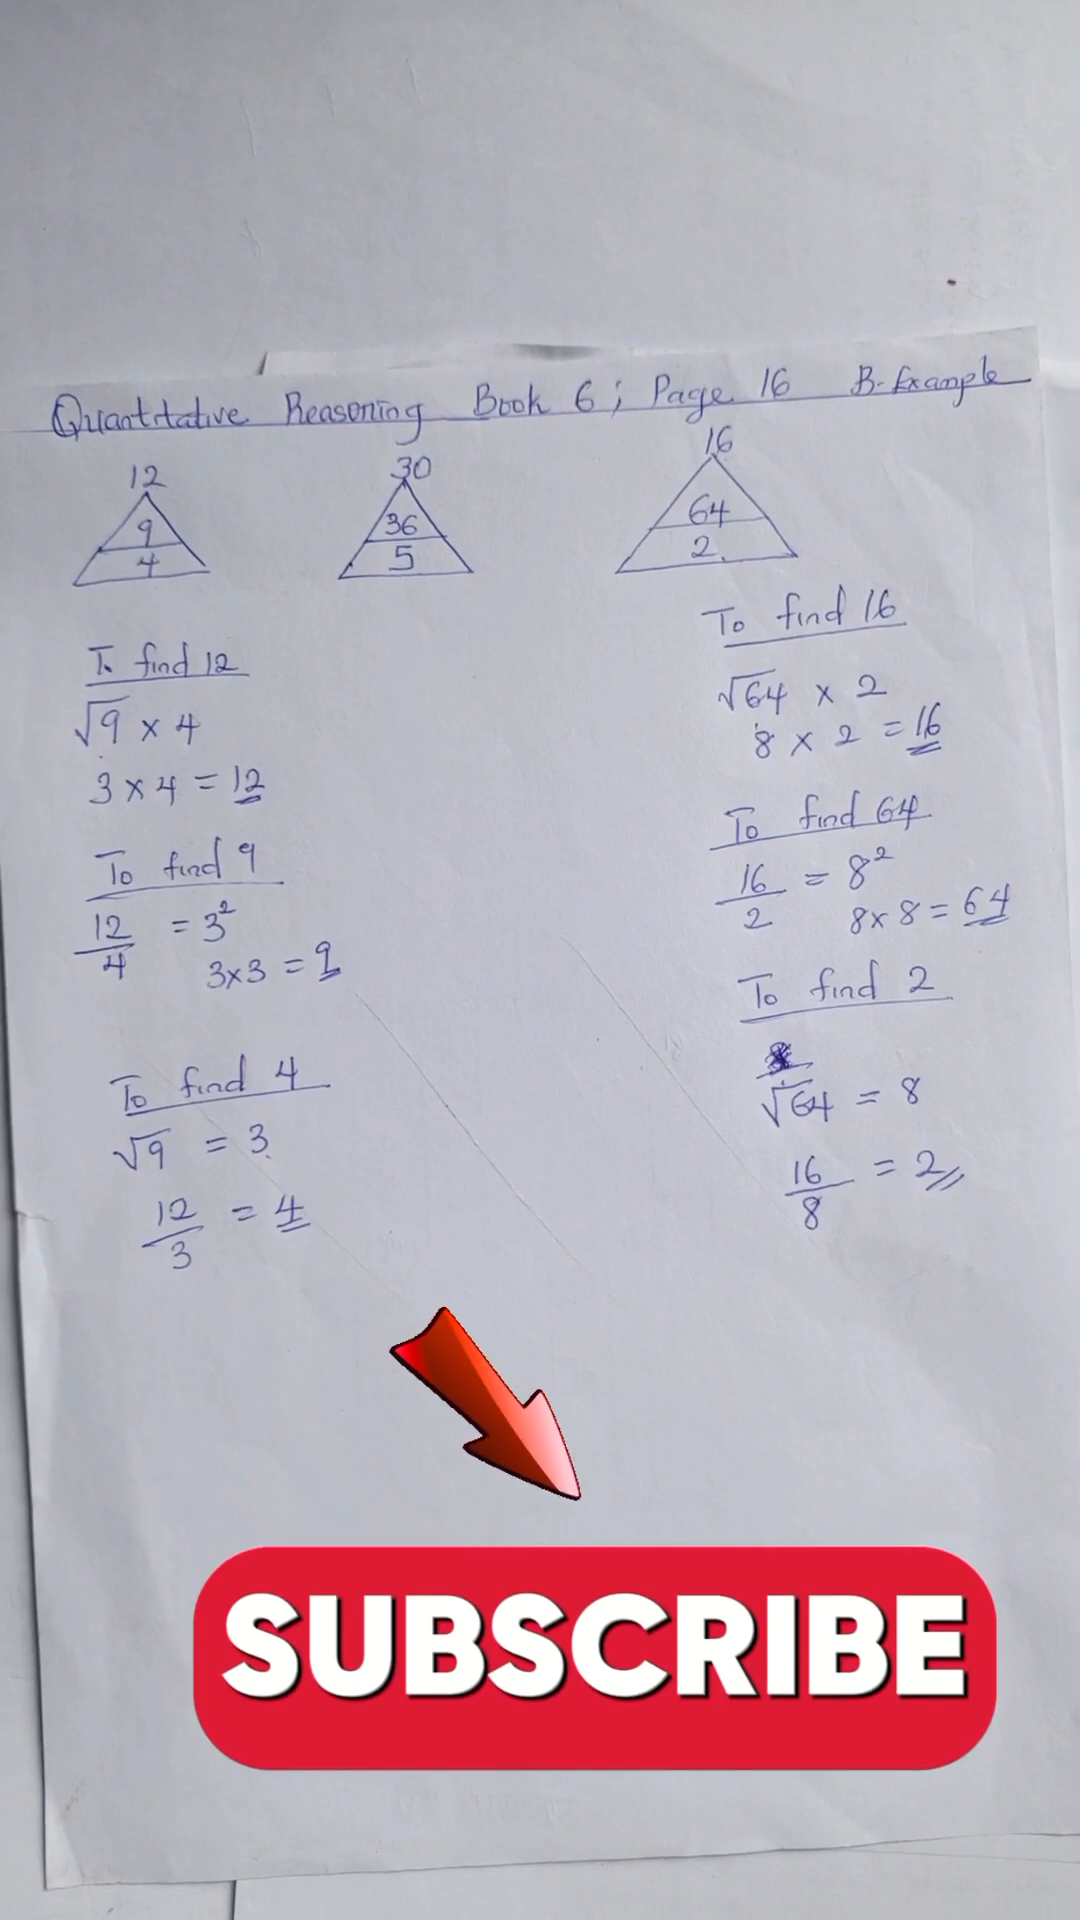 Quantitative Reasoning Book 6; Page 16 B-Example
12
9
4
30
36
5
16
64
2
To find 12
√9 × 4
3 × 4 = 12
To find 9
12/4 = 3²
3×3 = 9
To find 4
√9 = 3
12/3 = 4
To find 16
√64 × 2
8 × 2 = 16
To find 64
16/2 = 8²
8×8 = 64
To find 2
√64 = 8
16/8 = 2
SUBSCRIBE